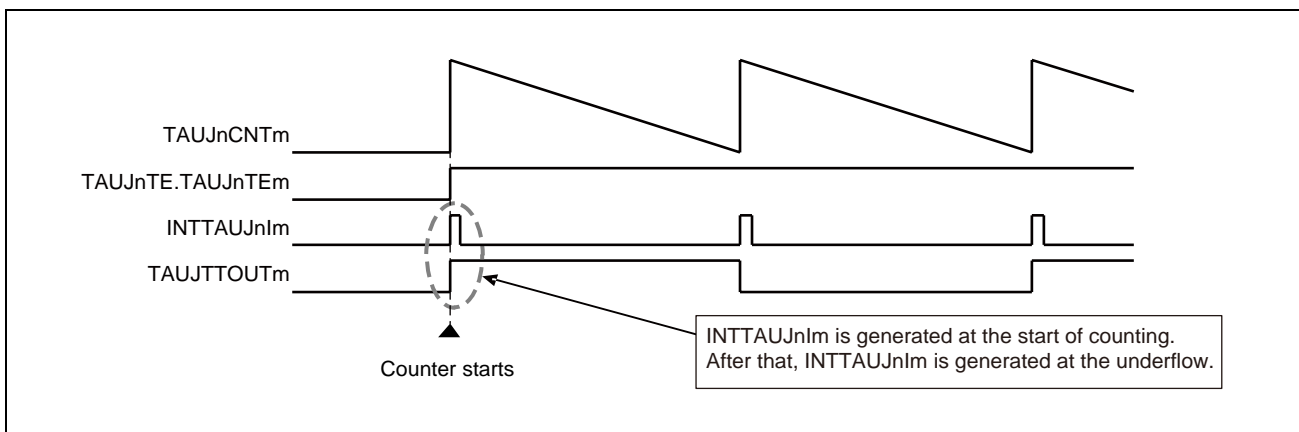 TAUJnCNTm
TAUJnTE.TAUJnTEm
INTTAUJnIm
TAUJTTOUTm
INTTAUJnIm is generated at the start of counting.
After that, INTTAUJnIm is generated at the underflow.
Counter starts